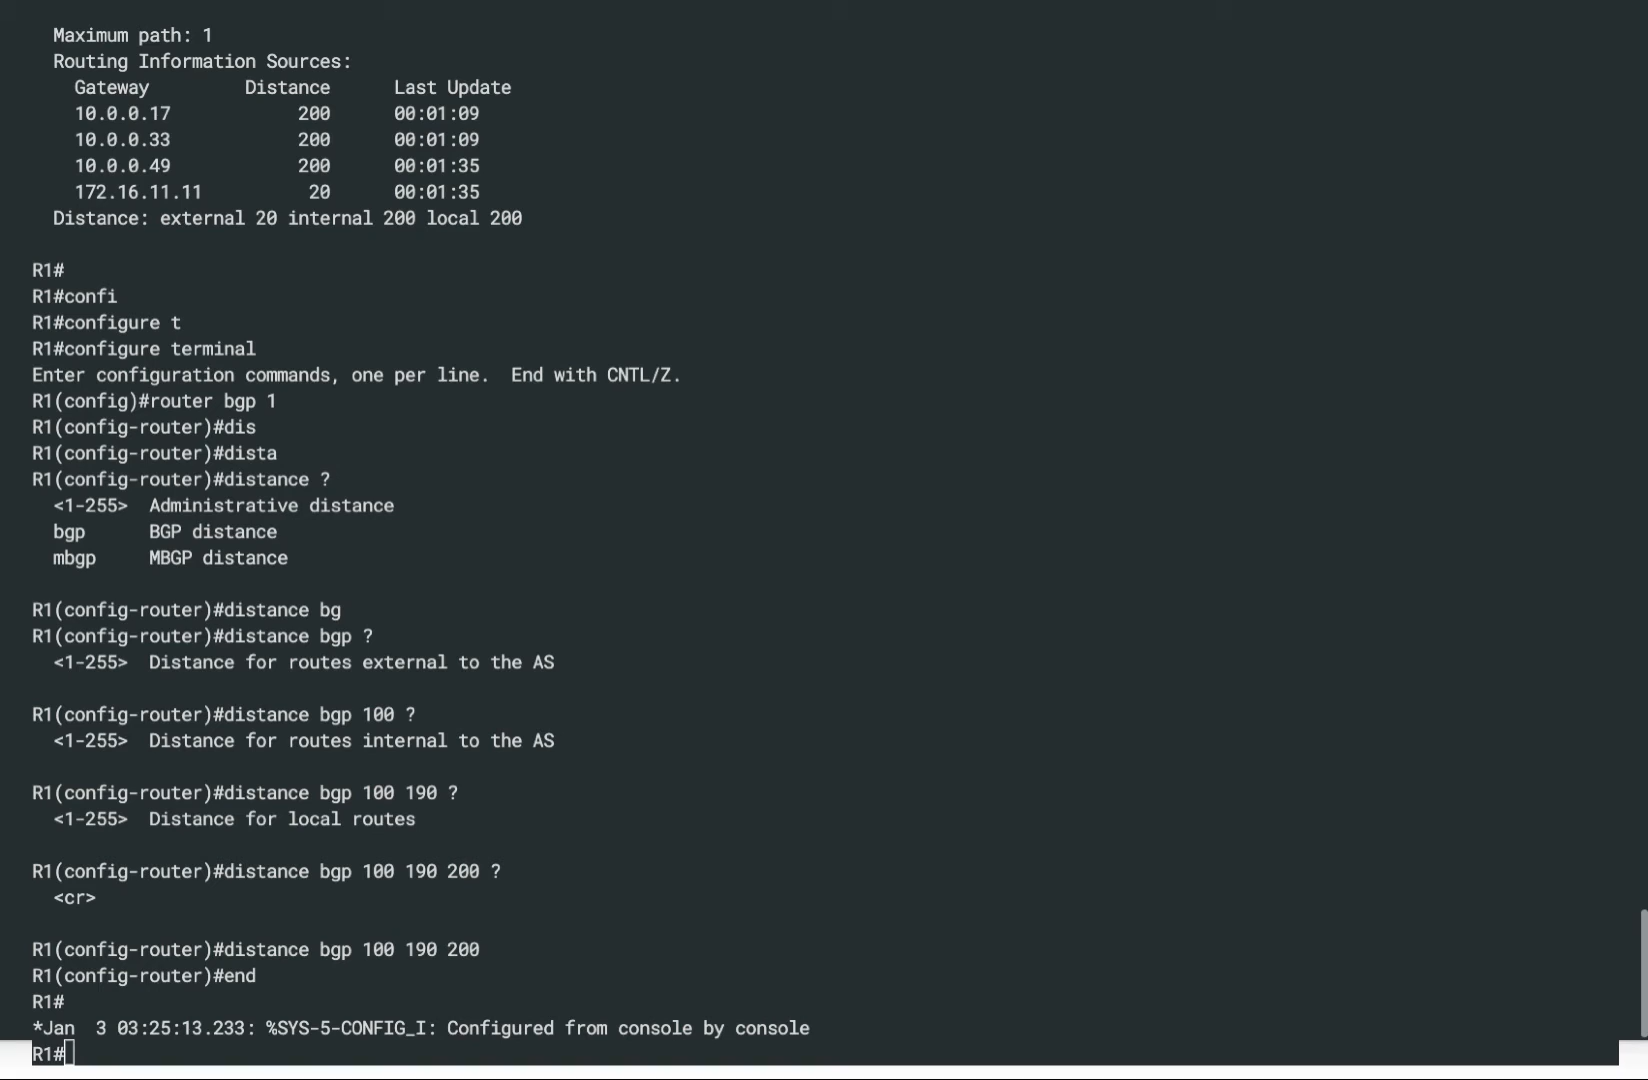 Maximum path: 1
Routing Information Sources:
Gateway         Distance      Last Update
10.0.0.17            200      00:01:09
10.0.0.33            200      00:01:09
10.0.0.49            200      00:01:35
172.16.11.11          20      00:01:35
Distance: external 20 internal 200 local 200
R1#
R1#confi
R1#configure t
R1#configure terminal
Enter configuration commands, one per line.  End with CNTL/Z.
R1(config)#router bgp 1
R1(config-router)#dis
R1(config-router)#dista
R1(config-router)#distance ?
<1-255>  Administrative distance
bgp      BGP distance
mbgp     MBGP distance
R1(config-router)#distance bg
R1(config-router)#distance bgp ?
<1-255>  Distance for routes external to the AS
R1(config-router)#distance bgp 100 ?
<1-255>  Distance for routes internal to the AS
R1(config-router)#distance bgp 100 190 ?
<1-255>  Distance for local routes
R1(config-router)#distance bgp 100 190 200 ?
<cr>
R1(config-router)#distance bgp 100 190 200
R1(config-router)#end
R1#
*Jan  3 03:25:13.233: %SYS-5-CONFIG_I: Configured from console by console
R1#